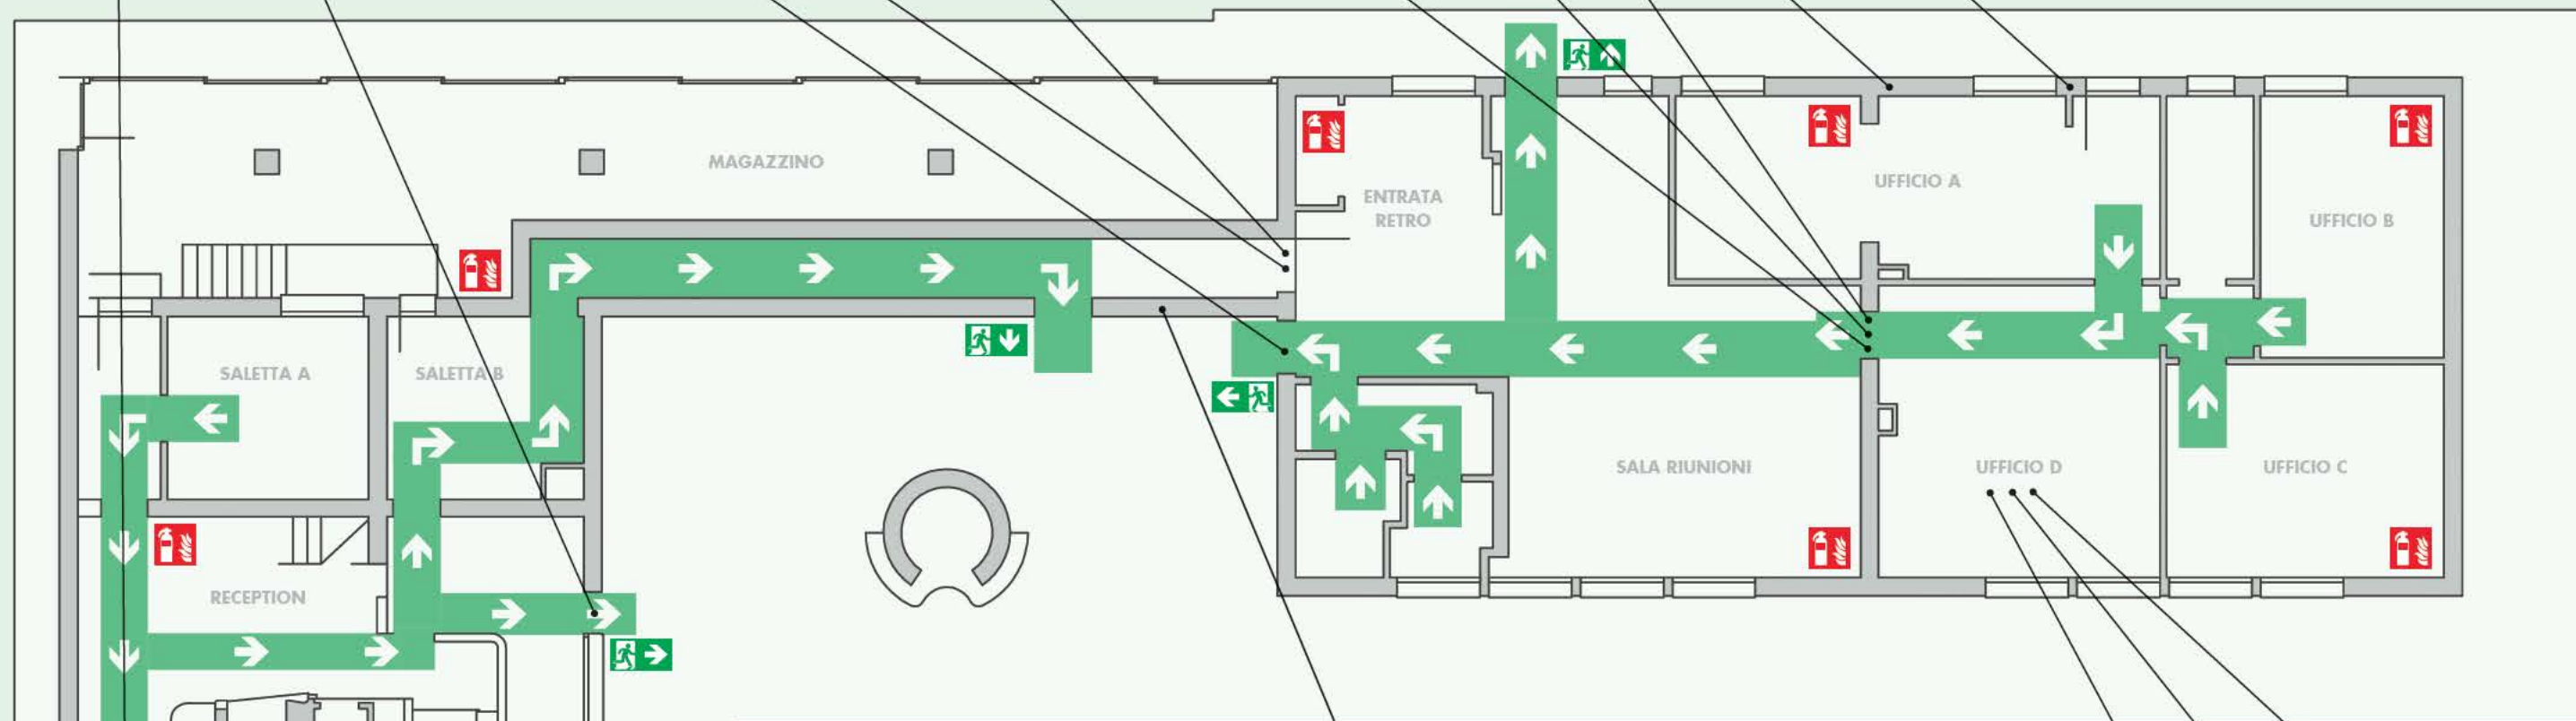 MAGAZZINO
ENTRATA
RETRO
UFFICIO A
UFFICIO B
SALETTA A
SALETTA B
SALA RIUNIONI
UFFICIO D
UFFICIO C
RECEPTION